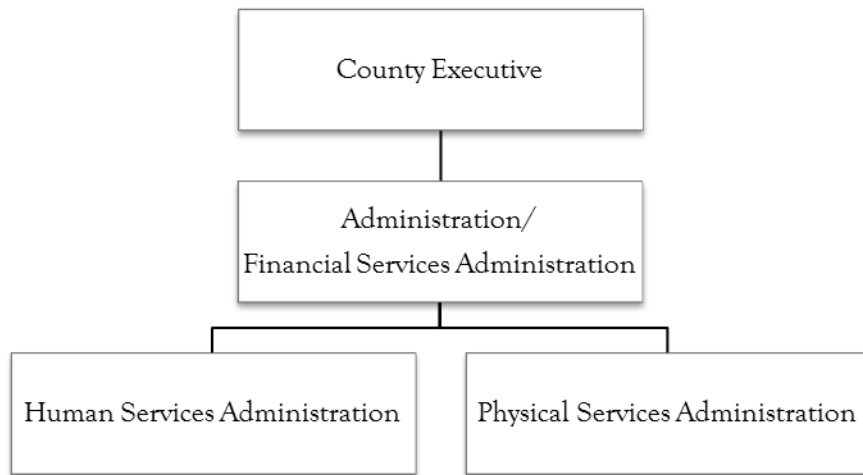 County Executive
Administration/
Financial Services Administration
Human Services Administration
Physical Services Administration